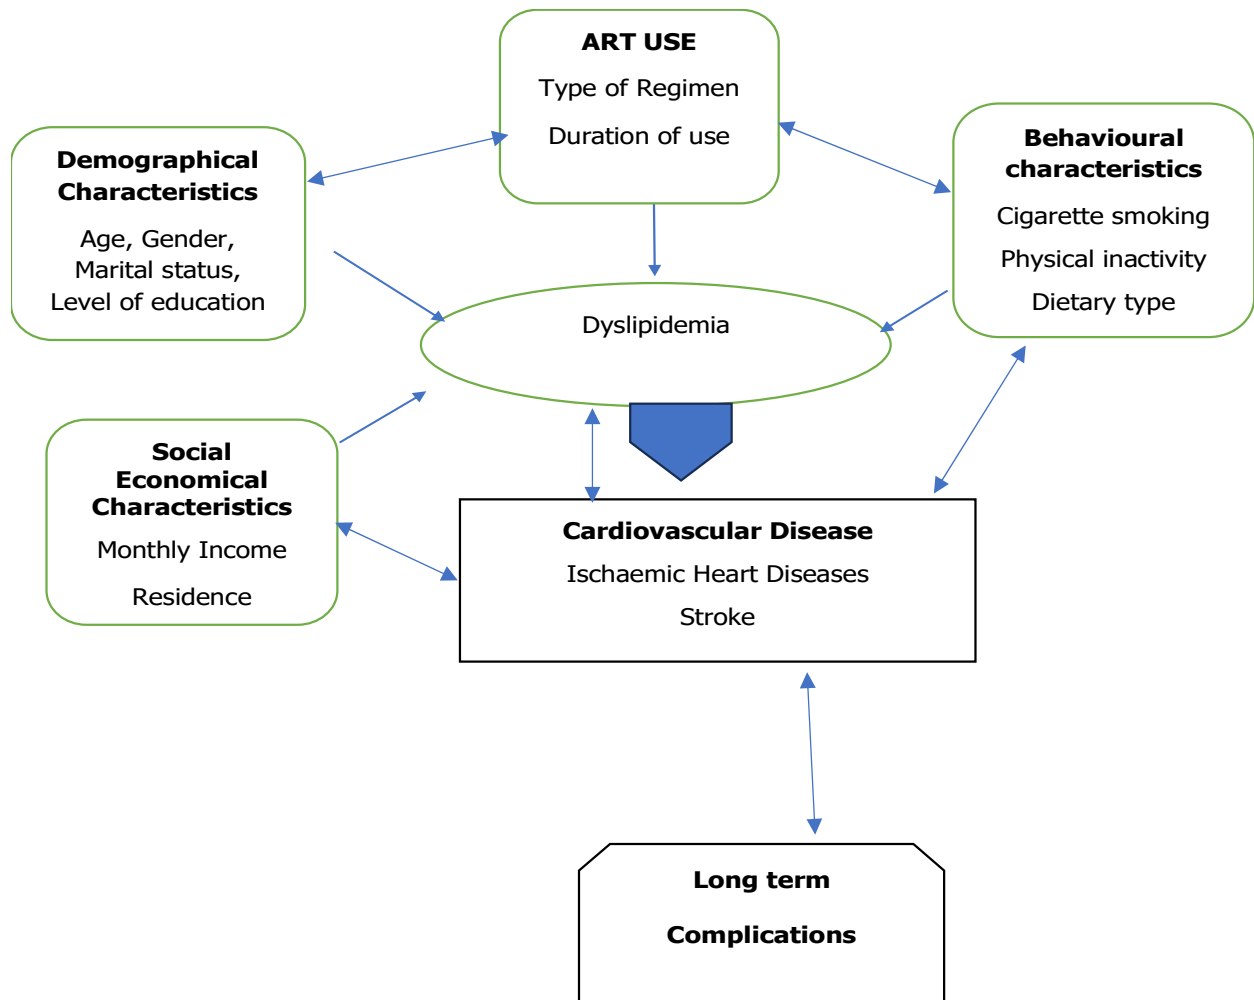 ART USE
Type of Regimen
Duration of use
Demographical
Characteristics
Age, Gender,
Marital status,
Level of education
Behavioural
characteristics
Cigarette smoking
Physical inactivity
Dietary type
Dyslipidemia
Social
Economical
Characteristics
Monthly Income
Residence
Cardiovascular Disease
Ischaemic Heart Diseases
Stroke
Long term
Complications